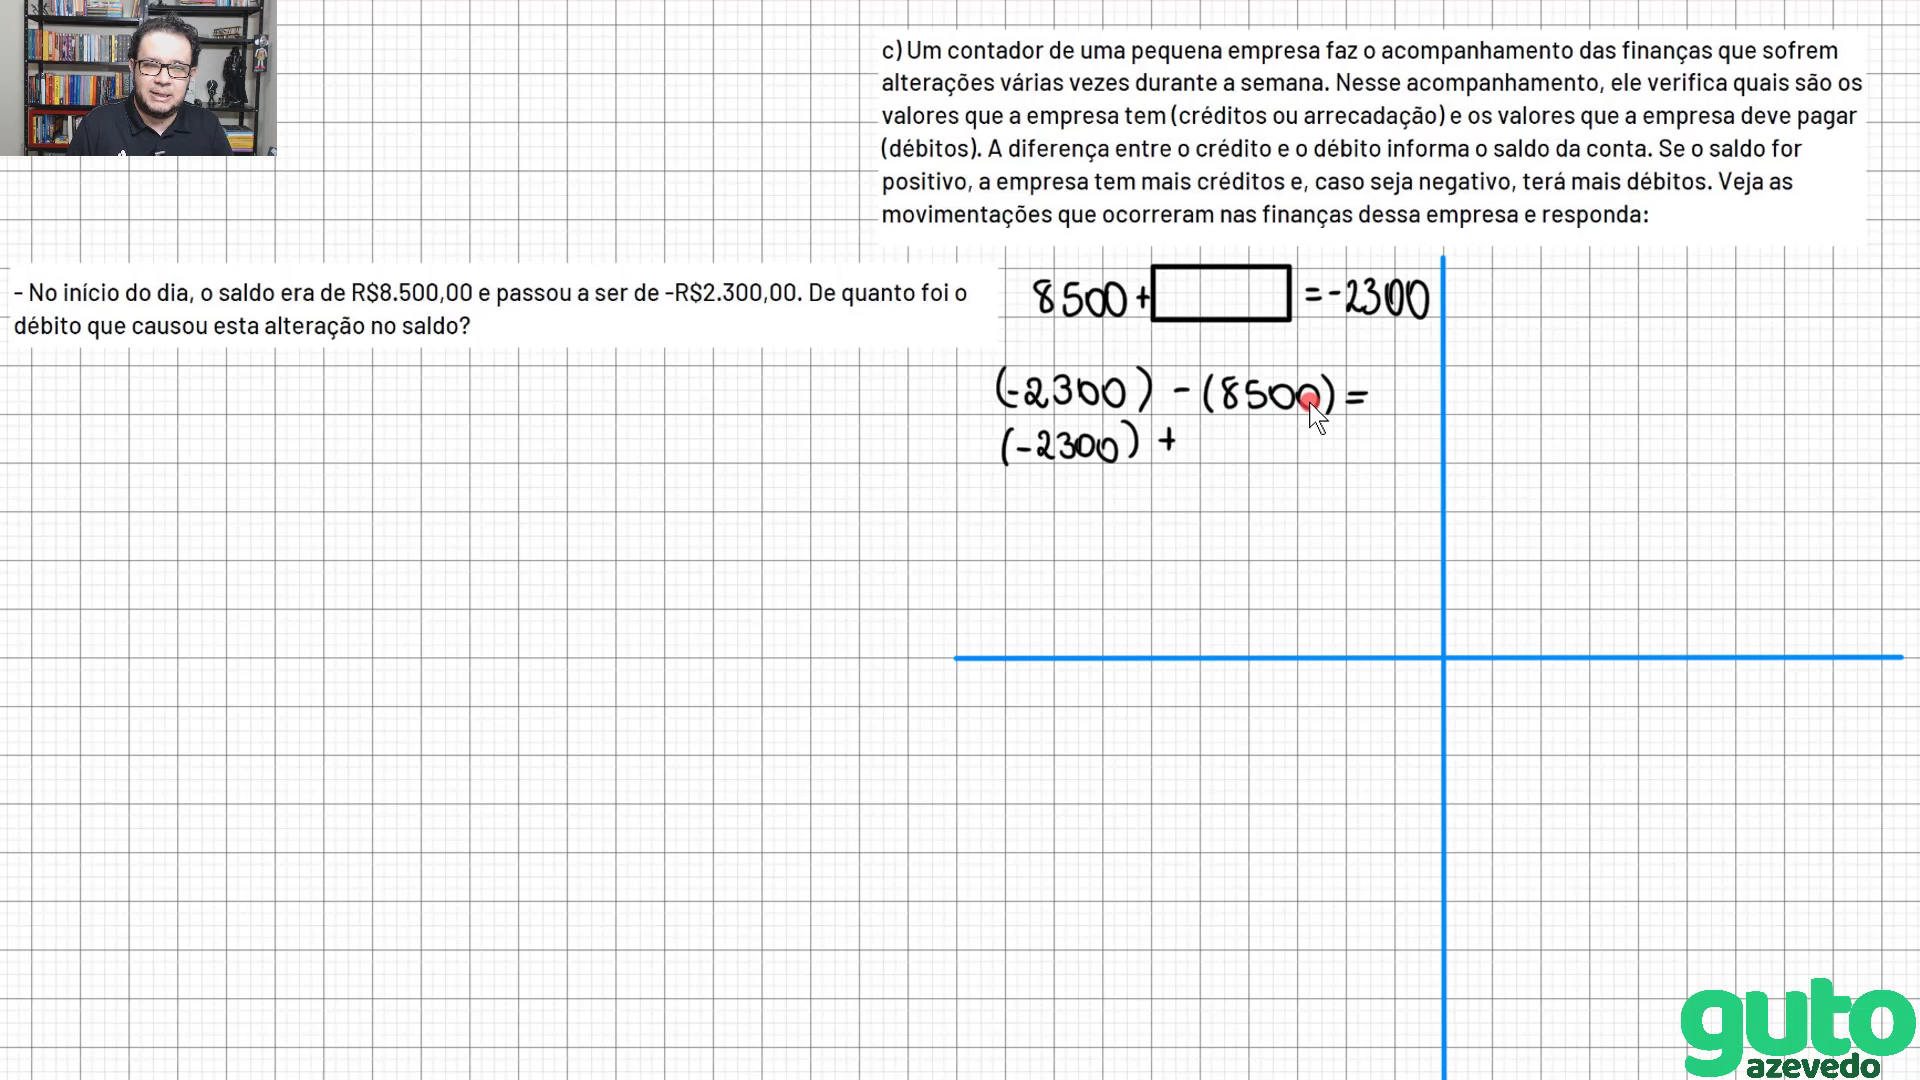 c) Um contador de uma pequena empresa faz o acompanhamento das finanças que sofrem
alterações várias vezes durante a semana. Nesse acompanhamento, ele verifica quais são os
valores que a empresa tem (créditos ou arrecadação) e os valores que a empresa deve pagar
(débitos). A diferença entre o crédito e o débito informa o saldo da conta. Se o saldo for
positivo, a empresa tem mais créditos e, caso seja negativo, terá mais débitos. Veja as
movimentações que ocorreram nas finanças dessa empresa e responda:
- No início do dia, o saldo era de R$8.500,00 e passou a ser de -R$2.300,00. De quanto foi o
débito que causou esta alteração no saldo?
8500+ =-2300
(-2300) -(8500)=
(-2300) +
guto
azevedo